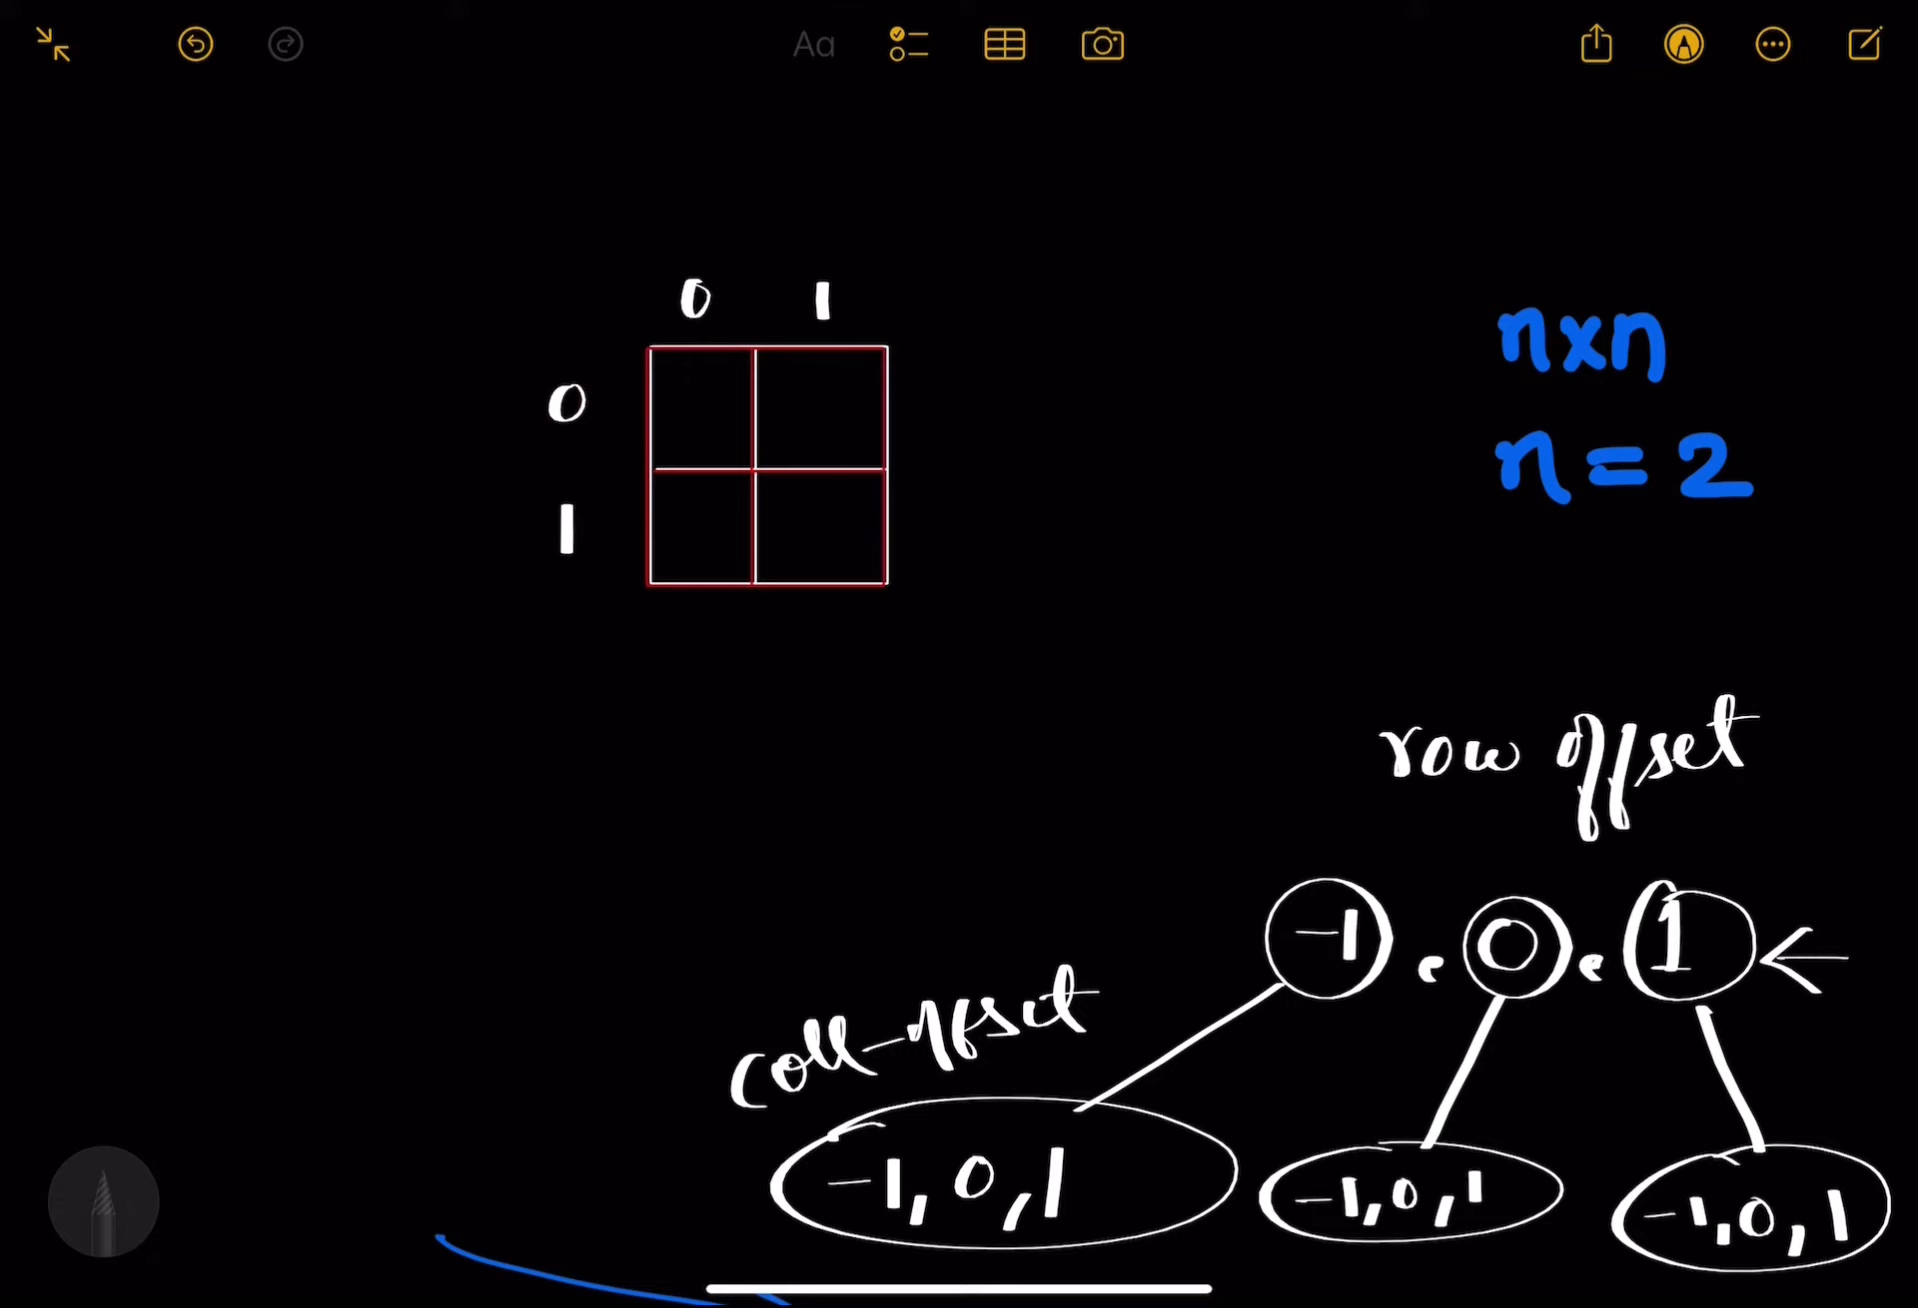 Aa
0 1
0
1
n×n
n=2
row offset
-1, 0, 1 ←
coll-offset
-1, 0, 1
-1, 0, 1
-1, 0, 1